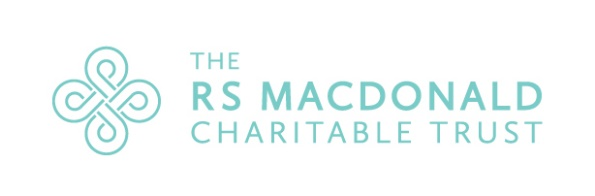 THE
RS MACDONALD
CHARITABLE TRUST